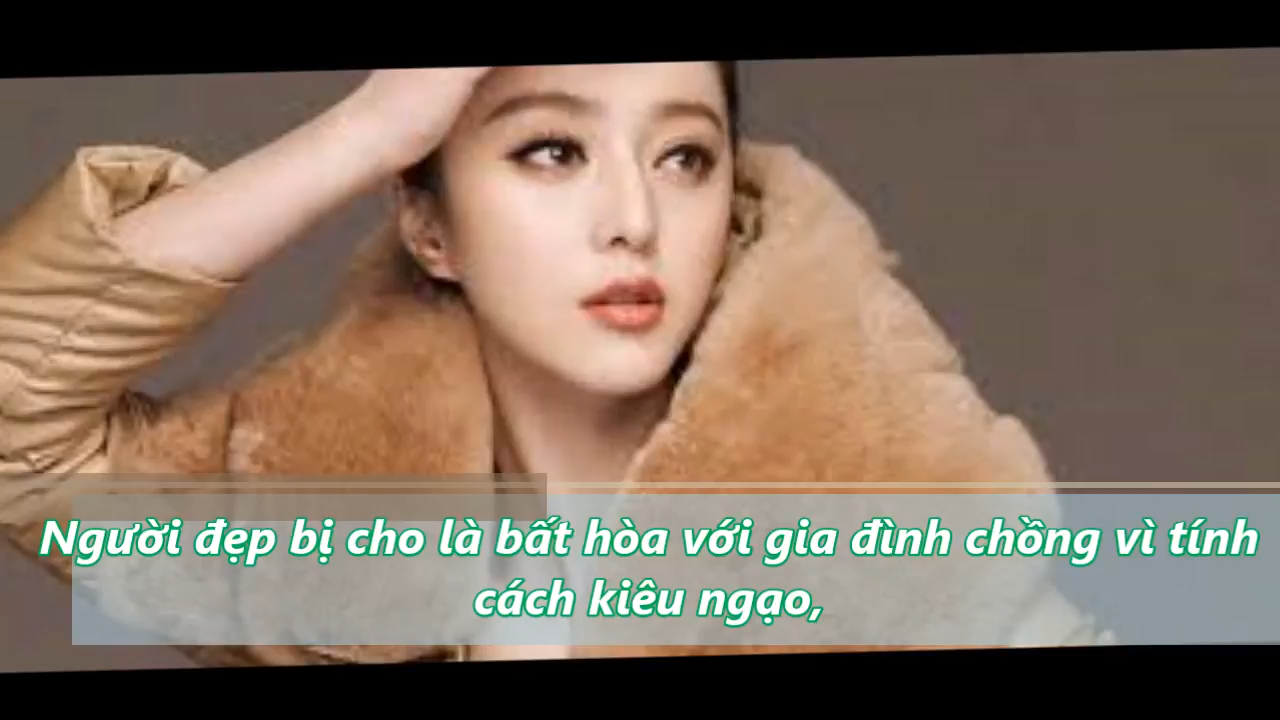 Người đẹp bị cho là bất hòa với gia đình chồng vì tính
cách kiêu ngạo,